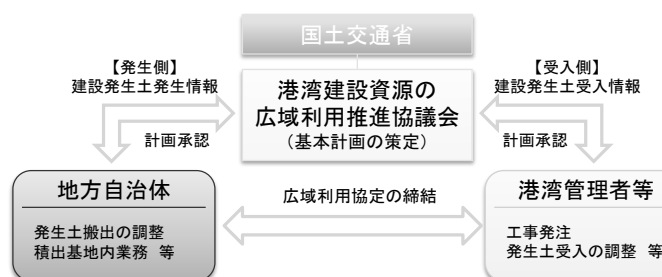 国土交通省
【発生側】
建設発生土発生情報
港湾建設資源の
広域利用推進協議会
(基本計画の策定)
【受入側】
建設発生土受入情報
計画承認
計画承認
地方自治体
発生土搬出の調整
積出基地内業務 等
広域利用協定の締結
港湾管理者等
工事発注
発生土受入の調整 等